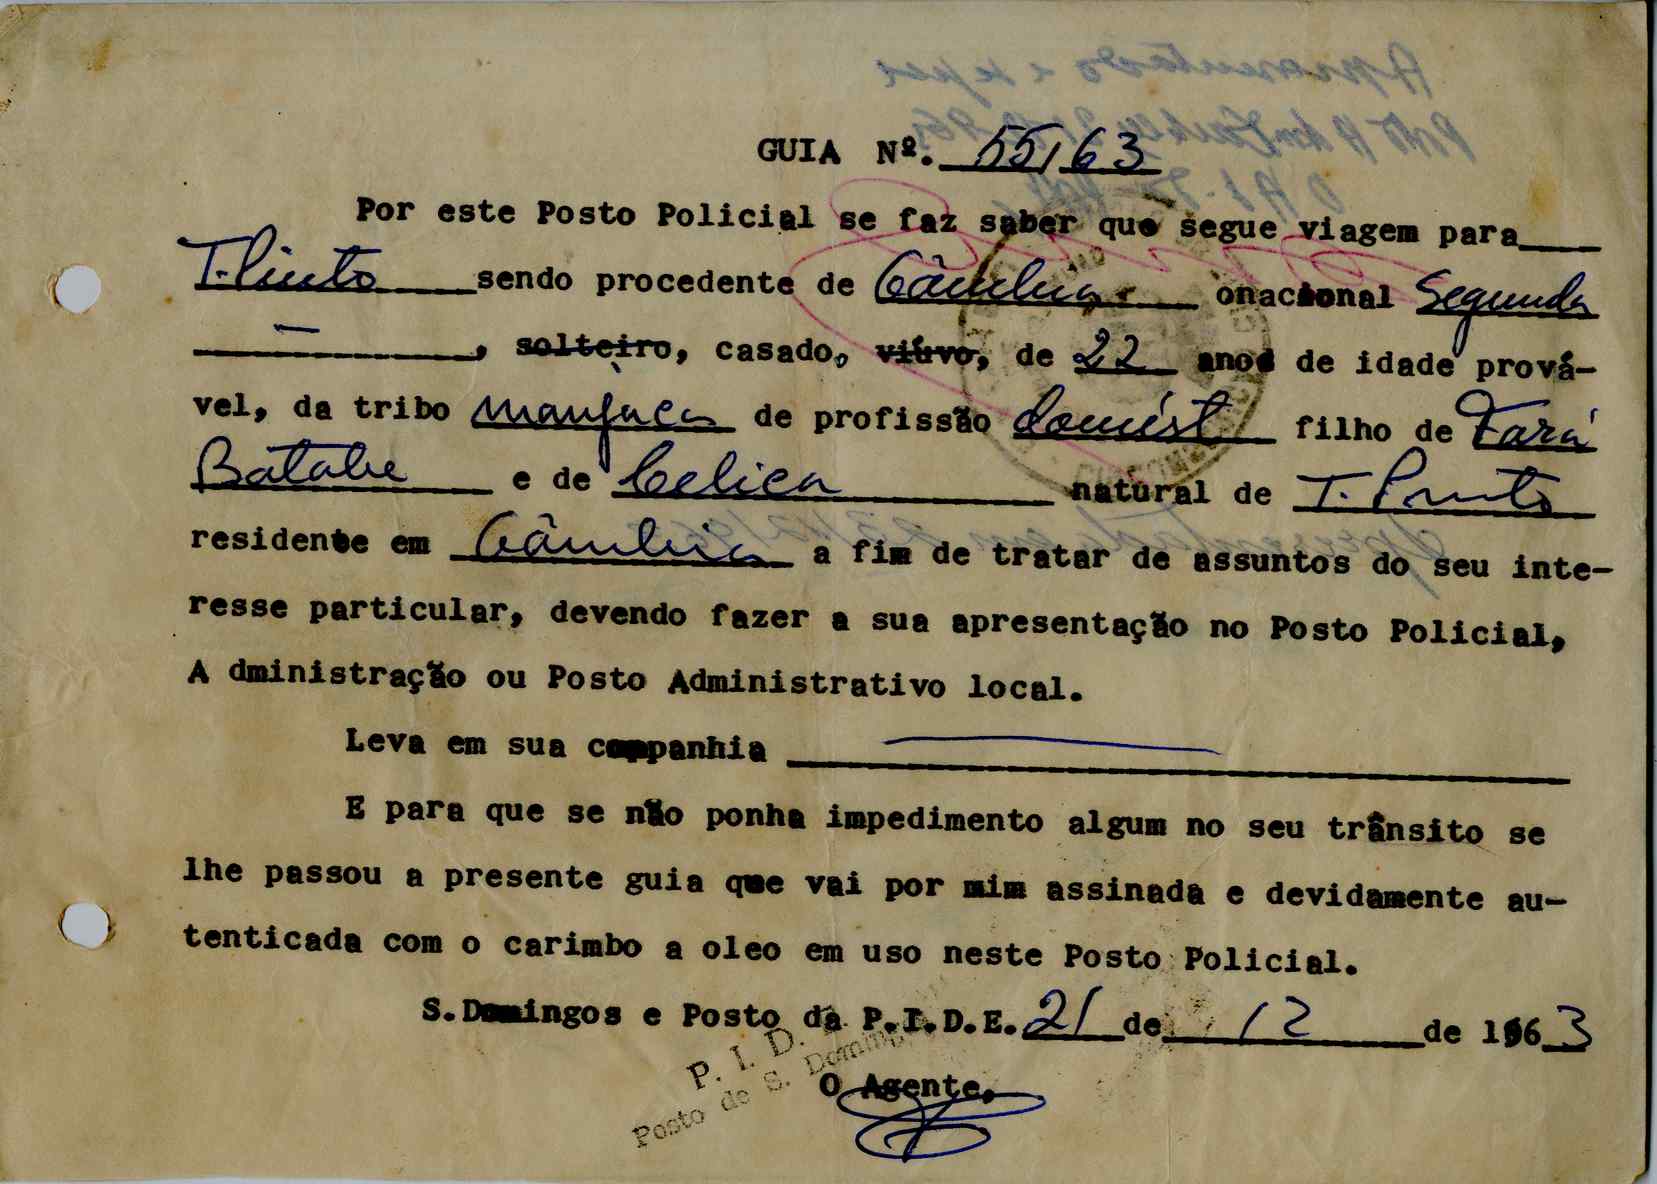 GUIA Nº. 55/63
Por este Posto Policial se faz saber que segue viagem para
T. Pinto sendo procedente de Gâmbia onacional Segunda
—, solteiro, casado, viúvo, de 22 anos de idade prová-
vel, da tribo manjaca de profissão domést filho de
Batabe e de Celica natural de T. Pinto
residente em Gâmbia a fim de tratar de assuntos do seu inte-
resse particular, devendo fazer a sua apresentação no Posto Policial,
A dministração ou Posto Administrativo local.
Leva em sua companhia —
E para que se não ponha impedimento algum no seu trânsito se
lhe passou a presente guia que vai por mim assinada e devidamente au-
tenticada com o carimbo a oleo em uso neste Posto Policial.
S.Domingos e Posto da P.I.D.E. 21 de 12 de 1963
P. I. D.
Posto de S. Domin
O Agente,